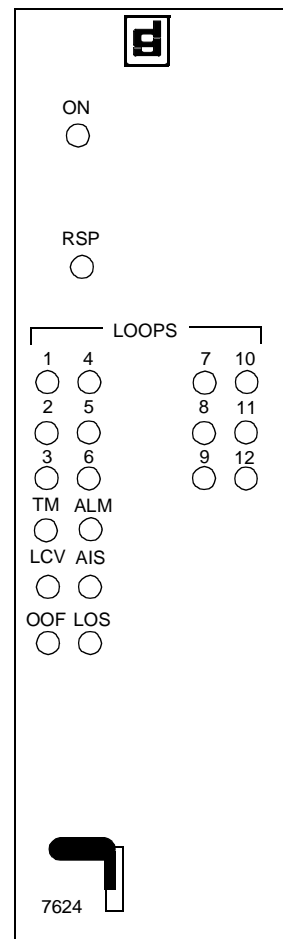 ON
RSP
LOOPS
1 4 7 10
2 5 8 11
3 6 9 12
TM ALM
LCV AIS
OOF LOS
7624